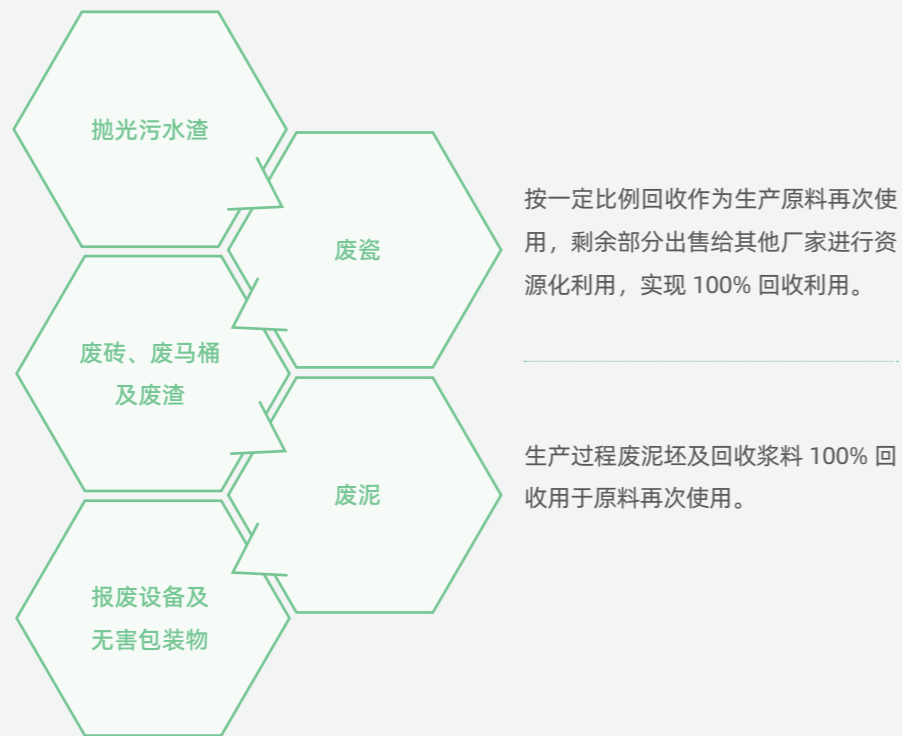 抛光污水渣
废瓷
按一定比例回收作为生产原料再次使
用，剩余部分出售给其他厂家进行资
源化利用，实现 100% 回收利用。
废砖、废马桶
及废渣
废泥
生产过程废泥坯及回收浆料 100% 回
收用于原料再次使用。
报废设备及
无害包装物